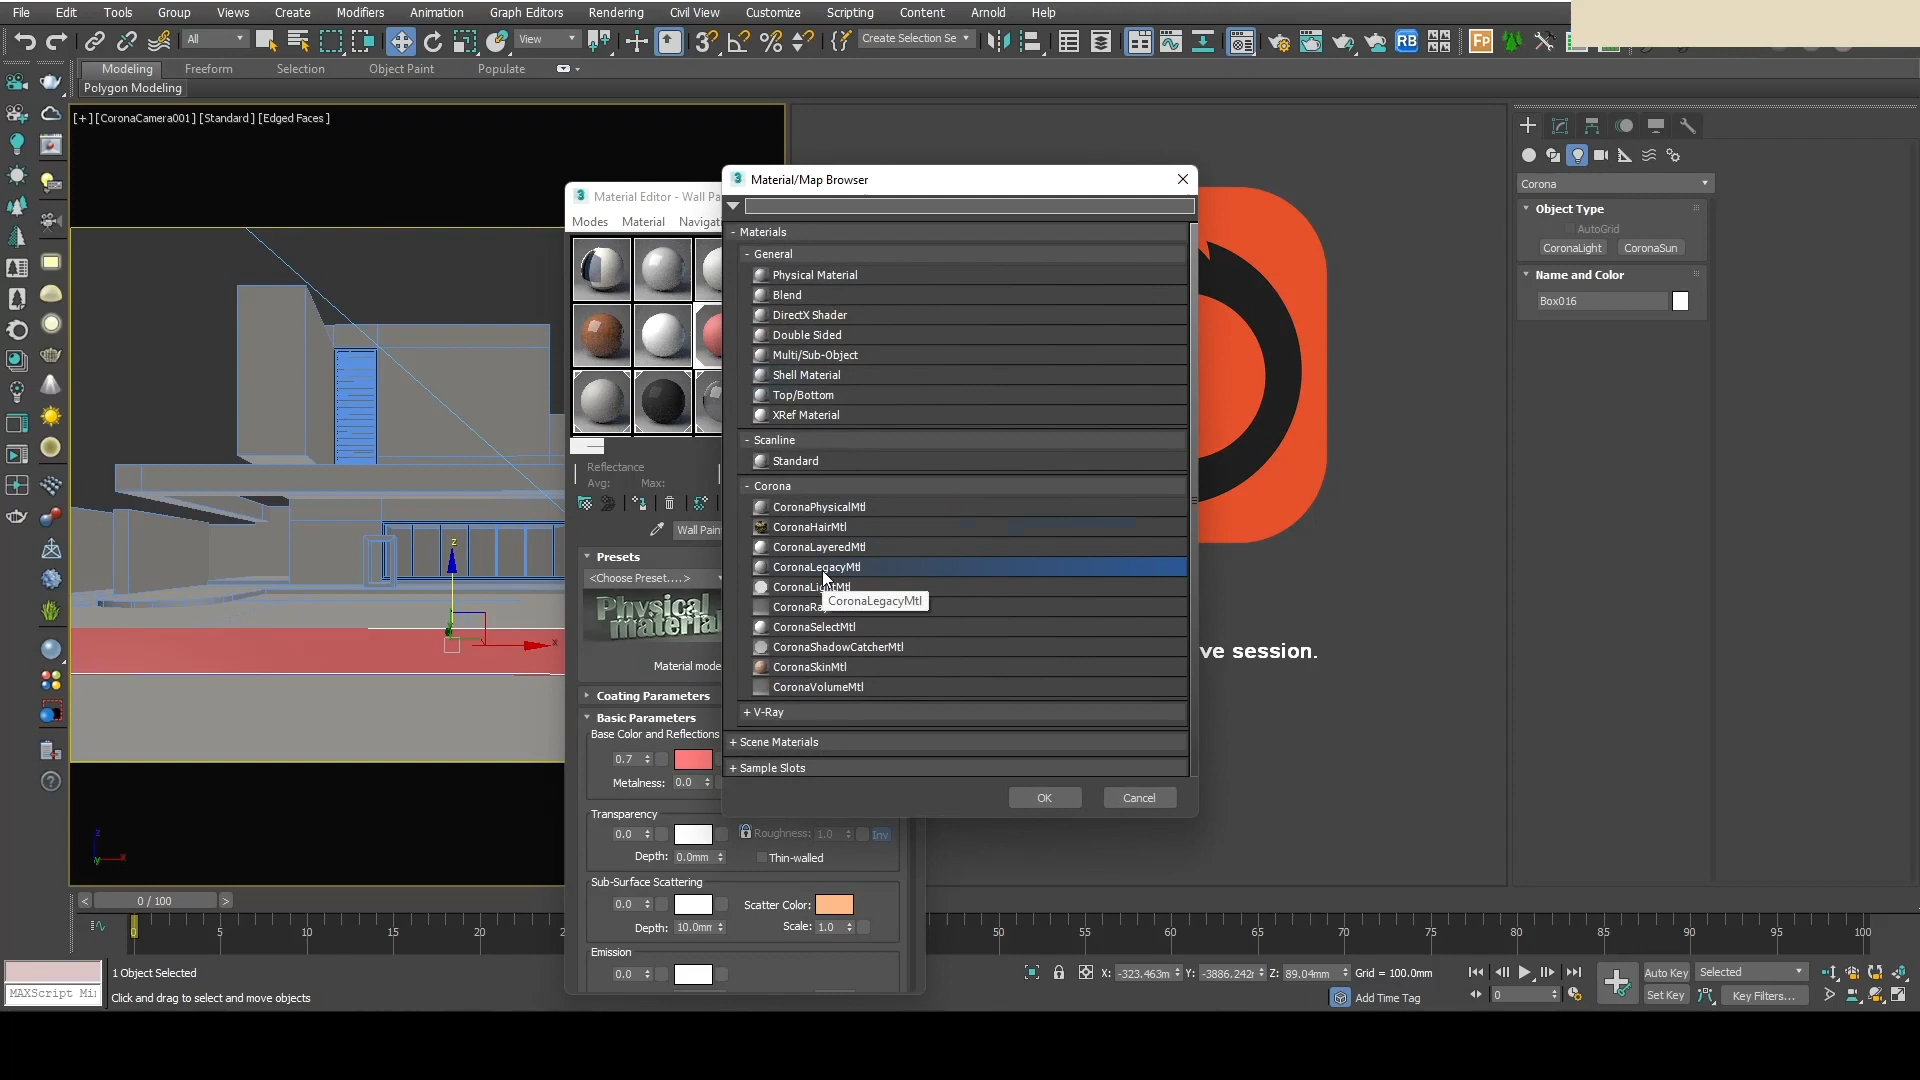 File Edit Tools Group Views Create Modifiers Animation Graph Editors Rendering Civil View Customize Scripting Content Arnold Help
All View Create Selection Se RB FP
Modeling Freeform Selection Object Paint Populate
Polygon Modeling
[+] [CoronaCamera001] [Standard] [Edged Faces]
Material Editor - Wall Pa
Modes Material Navigati
Reflectance
Avg: Max:
Wall Pain
Presets
<Choose Preset....>
Physical
material
Material mode
Coating Parameters
Basic Parameters
Base Color and Reflections
0.7
Metalness: 0.0
Transparency
0.0 Roughness: 1.0 Inv
Depth: 0.0mm Thin-walled
Sub-Surface Scattering
0.0 Scatter Color:
Depth: 10.0mm Scale: 1.0
Emission
0.0
Material/Map Browser
- Materials
- General
Physical Material
Blend
DirectX Shader
Double Sided
Multi/Sub-Object
Shell Material
Top/Bottom
XRef Material
- Scanline
Standard
- Corona
CoronaPhysicalMtl
CoronaHairMtl
CoronaLayeredMtl
CoronaLegacyMtl
CoronaLightMtl
CoronaRa
CoronaLegacyMtl
CoronaSelectMtl
CoronaShadowCatcherMtl
CoronaSkinMtl
CoronaVolumeMtl
+ V-Ray
+ Scene Materials
+ Sample Slots
OK Cancel
ve session.
Corona
Object Type
AutoGrid
CoronaLight CoronaSun
Name and Color
Box016
z
x
z
y x
< 0 / 100 >
0 5 10 15 20 2 50 55 60 65 70 75 80 85 90 95 100
1 Object Selected
MAXScript Mi
Click and drag to select and move objects
X: -323.463m Y: -3886.242r Z: 89.04mm Grid = 100.0mm
Add Time Tag
0
Auto Key Selected
Set Key Key Filters...